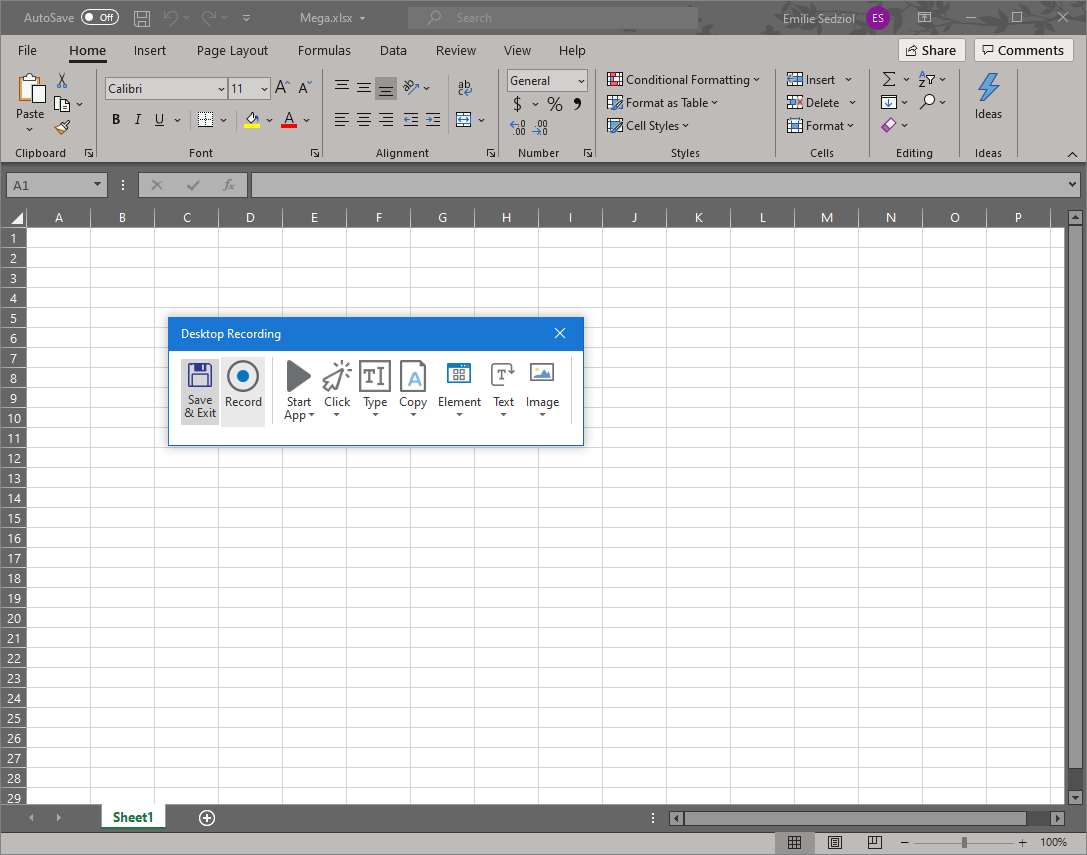 AutoSave Off Mega.xlsx Search Emilie Sedziol ES
File Home Insert Page Layout Formulas Data Review View Help Share Comments
Paste
Calibri 11
B I U A
A A
ab
General
$ % 9
.00 .00
Conditional Formatting
Format as Table
Cell Styles
Insert
Delete
Format
Ideas
Clipboard Font Alignment Number Styles Cells Editing Ideas
A1 fx
A B C D E F G H I J K L M N O P
1
2
3
4
5
6
7
8
9
10
11
12
13
14
15
16
17
18
19
20
21
22
23
24
25
26
27
28
29
Desktop Recording
Save & Exit
Record
Start App
Click
Type
Copy
Element
Text
Image
Sheet1
100%